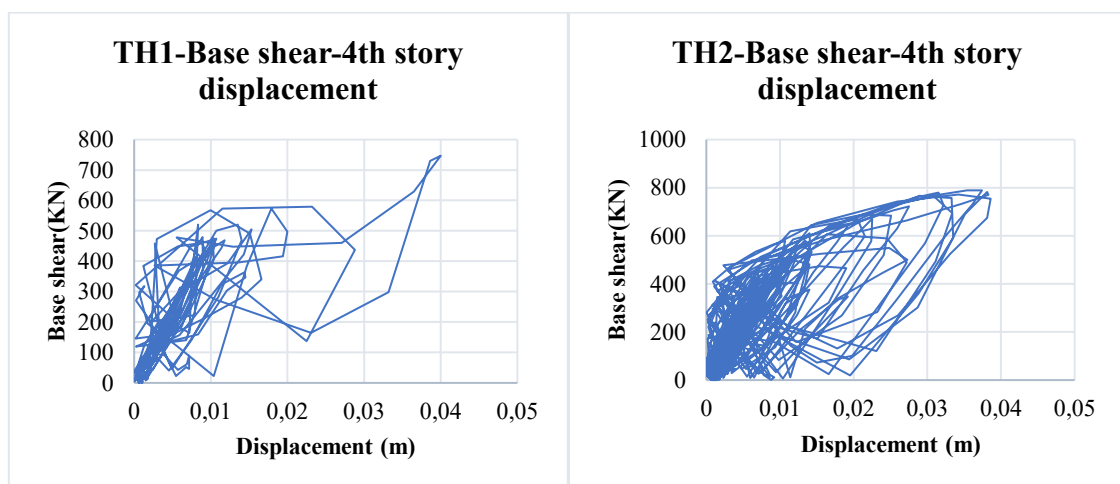 TH1-Base shear-4th story
displacement
800
700
600
500
400
300
200
100
0
Base shear(KN)
0 0,01 0,02 0,03 0,04 0,05
Displacement (m)
TH2-Base shear-4th story
displacement
1000
800
600
400
200
0
Base shear(KN)
0 0,01 0,02 0,03 0,04 0,05
Displacement (m)